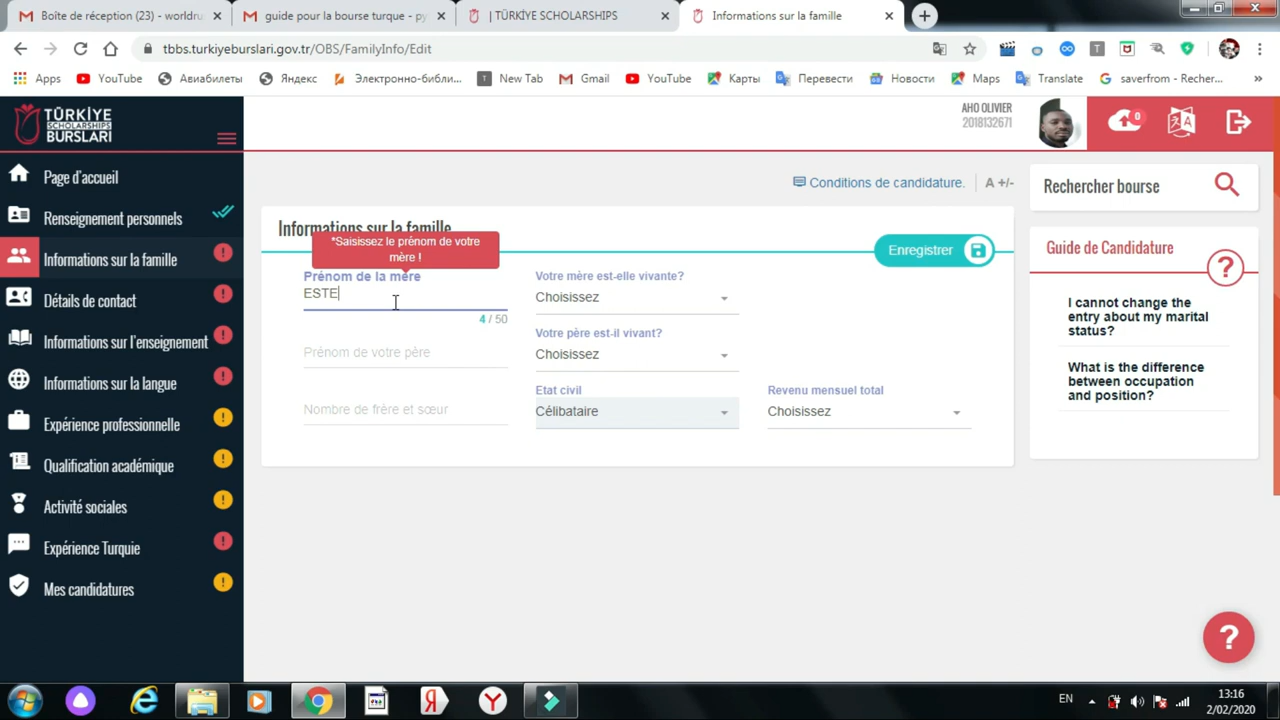 Boîte de réception (23) - worldrus
guide pour la bourse turque - py
| TÜRKİYE SCHOLARSHIPS
Informations sur la famille
tbbs.turkiyeburslari.gov.tr/OBS/FamilyInfo/Edit
Apps
YouTube
Авиабилеты
Яндекс
Электронно-библи...
New Tab
Gmail
YouTube
Карты
Перевести
Новости
Maps
Translate
saverfrom - Recher...
»
TÜRKİYE
SCHOLARSHIPS
BURSLARI
AHO OLIVIER
2018132671
0
Page d'accueil
Renseignement personnels
Informations sur la famille
Détails de contact
Informations sur l'enseignement
Informations sur la langue
Expérience professionnelle
Qualification académique
Activité sociales
Expérience Turquie
Mes candidatures
Conditions de candidature.
A +/-
Informations sur la famille
*Saisissez le prénom de votre
mère !
Enregistrer
Prénom de la mère
ESTE
4 / 50
Votre mère est-elle vivante?
Choisissez
Prénom de votre père
Votre père est-il vivant?
Choisissez
Nombre de frère et sœur
Etat civil
Célibataire
Revenu mensuel total
Choisissez
Rechercher bourse
Guide de Candidature
?
I cannot change the
entry about my marital
status?
What is the difference
between occupation
and position?
?
EN
13:16
2/02/2020